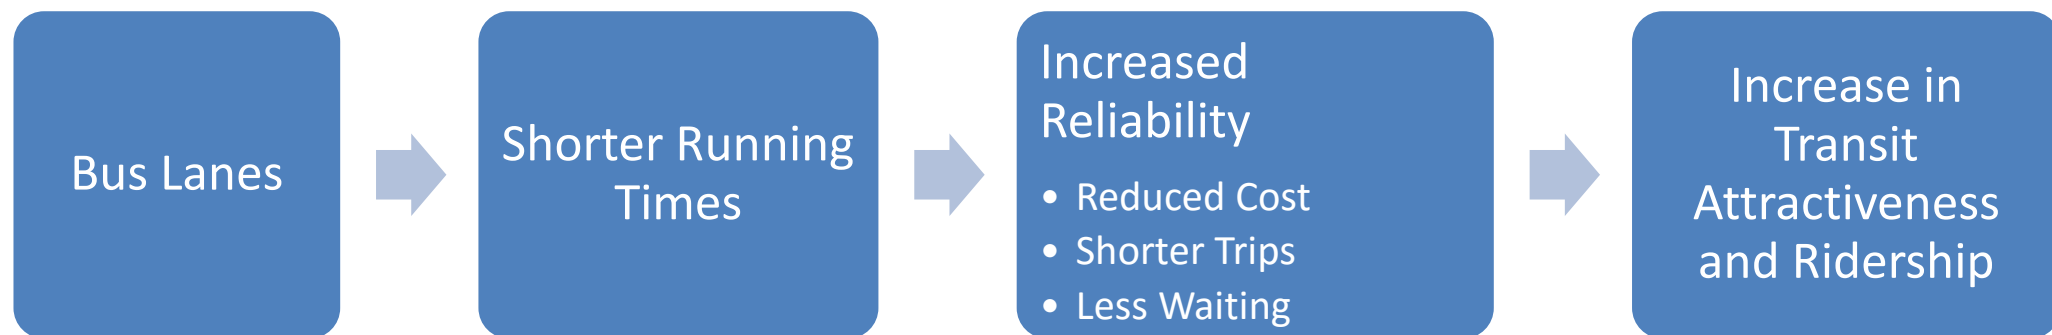 Bus Lanes
Shorter Running
Times
Increased
Reliability
• Reduced Cost
• Shorter Trips
• Less Waiting
Increase in
Transit
Attractiveness
and Ridership